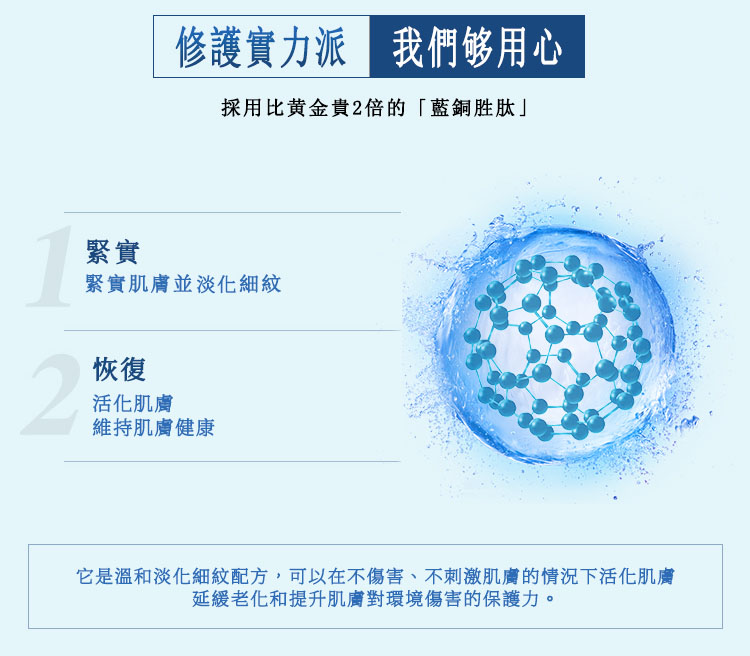 修護實力派 我們够用心
採用比黄金貴2倍的「藍銅胜肽」
1
緊實
緊實肌膚並淡化細紋
2
恢復
活化肌膚
維持肌膚健康
它是溫和淡化細紋配方，可以在不傷害、不刺激肌膚的情況下活化肌膚
延緩老化和提升肌膚對環境傷害的保護力。